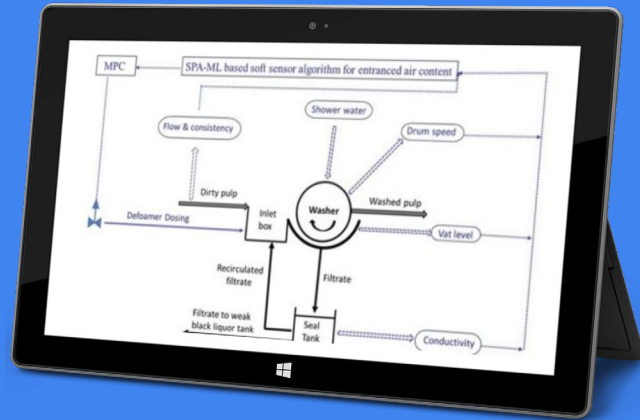 MPC
SPA-ML based soft sensor algorithm for entranced air content
Shower water
Flow & consistency
Drum speed
Dirty pulp
Washed pulp
Washer
Inlet
box
Defoamer Dosing
Vat level
Recirculated
filtrate
Filtrate
Filtrate to weak
black liquor tank
Seal
Tank
Conductivity